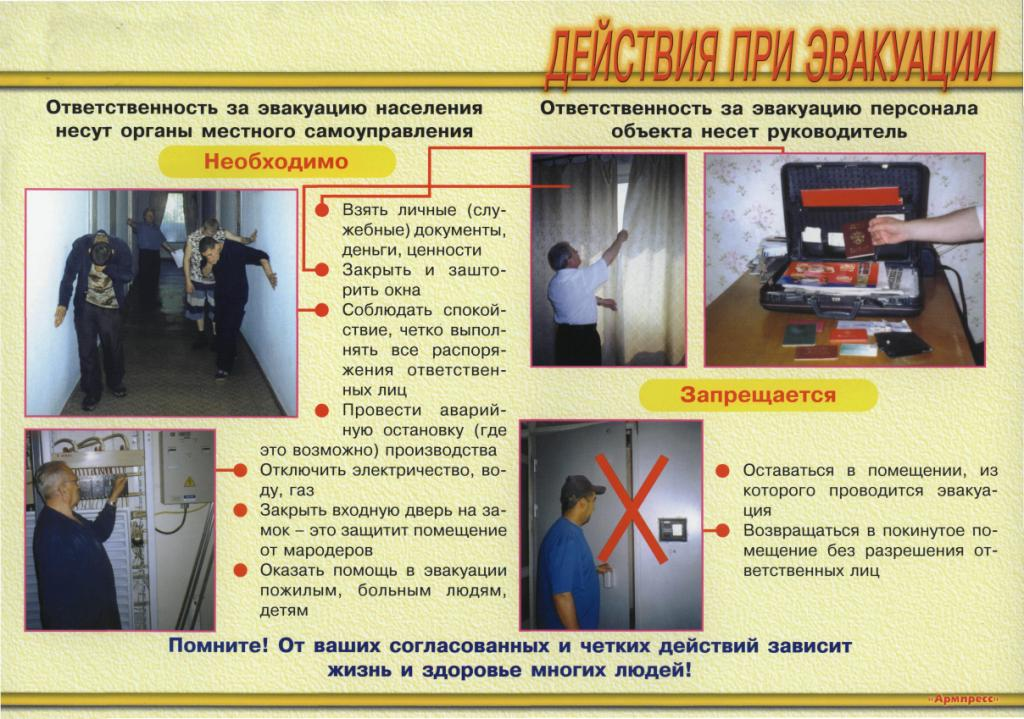 ДЕЙСТВИЯ ПРИ ЭВАКУАЦИИ
Ответственность за эвакуацию населения
несут органы местного самоуправления
Ответственность за эвакуацию персонала
объекта несет руководитель
Необходимо
Взять личные (слу-
жебные) документы,
деньги, ценности
Закрыть и зашто-
рить окна
Соблюдать спокой-
ствие, четко выпол-
нять все распоря-
жения ответствен-
ных лиц
Провести аварий-
ную остановку (где
это возможно) производства
Отключить электричество, во-
ду, газ
Закрыть входную дверь на за-
мок – это защитит помещение
от мародеров
Оказать помощь в эвакуации
пожилым, больным людям,
детям
Запрещается
Оставаться в помещении, из
которого проводится эвакуа-
ция
Возвращаться в покинутое по-
мещение без разрешения от-
ветственных лиц
Помните! От ваших согласованных и четких действий зависит
жизнь и здоровье многих людей!
«Армпресс»